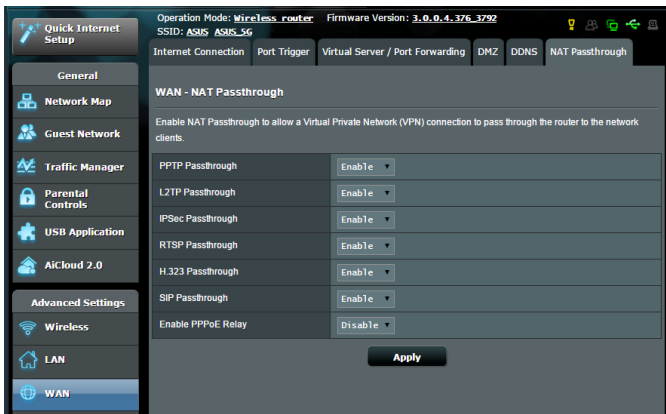 Quick Internet
Setup
Operation Mode: Wireless router Firmware Version: 3.0.0.4.376_3792
SSID: ASUS ASUS_5G
Internet Connection Port Trigger Virtual Server / Port Forwarding DMZ DDNS NAT Passthrough
General
Network Map
Guest Network
Traffic Manager
Parental
Controls
USB Application
AiCloud 2.0
Advanced Settings
Wireless
LAN
WAN
WAN - NAT Passthrough
Enable NAT Passthrough to allow a Virtual Private Network (VPN) connection to pass through the router to the network
clients.
PPTP Passthrough Enable
L2TP Passthrough Enable
IPSec Passthrough Enable
RTSP Passthrough Enable
H.323 Passthrough Enable
SIP Passthrough Enable
Enable PPPoE Relay Disable
Apply